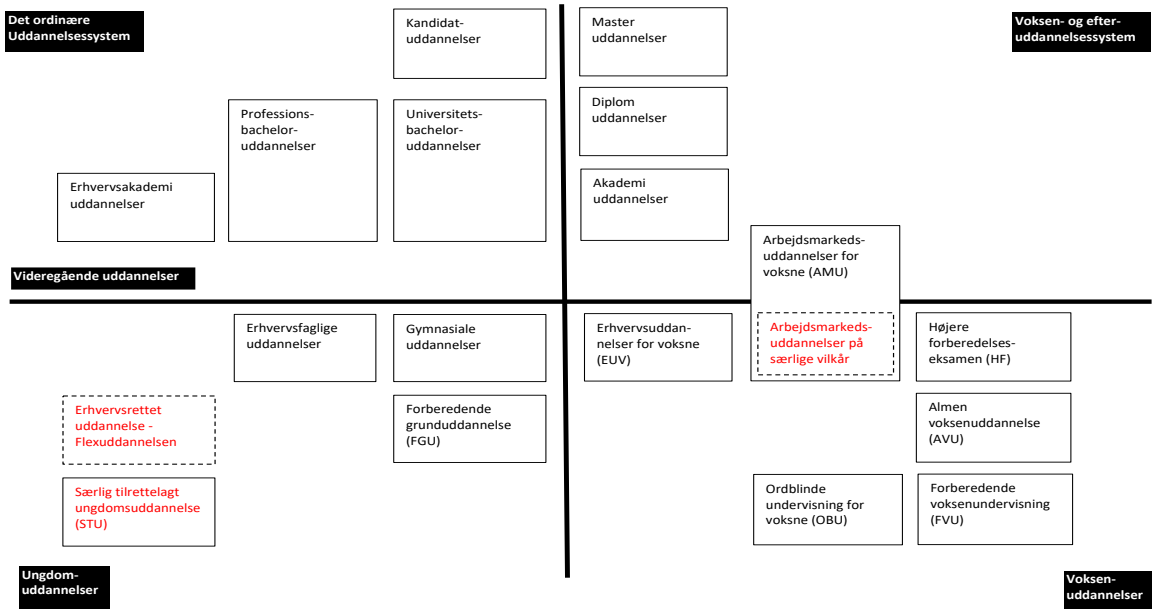 Det ordinære
Uddannelsessystem
Kandidat-
uddannelser
Master
uddannelser
Voksen- og efter-
uddannelsessystem
Professions-
bachelor-
uddannelser
Universitets-
bachelor-
uddannelser
Diplom
uddannelser
Erhvervsakademi
uddannelser
Akademi
uddannelser
Arbejdsmarkeds-
uddannelser for
voksne (AMU)
Videregående uddannelser
Erhvervsfaglige
uddannelser
Gymnasiale
uddannelser
Erhvervsuddan-
nelser for voksne
(EUV)
Arbejdsmarkeds-
uddannelser på
særlige vilkår
Højere
forberedelses-
eksamen (HF)
Erhvervsrettet
uddannelse -
Flexuddannelsen
Forberedende
grunduddannelse
(FGU)
Almen
voksenuddannelse
(AVU)
Særlig tilrettelagt
ungdomsuddannelse
(STU)
Ordblinde
undervisning for
voksne (OBU)
Forberedende
voksenundervisning
(FVU)
Ungdom-
uddannelser
Voksen-
uddannelser